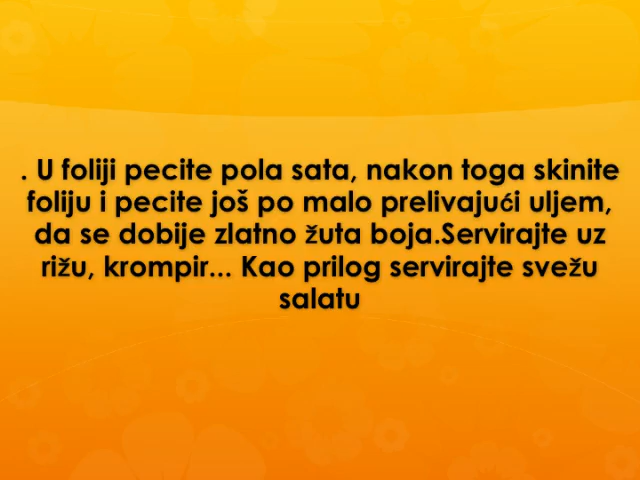 . U foliji pecite pola sata, nakon toga skinite
foliju i pecite još po malo prelivajući uljem,
da se dobije zlatno žuta boja.Servirajte uz
rižu, krompir... Kao prilog servirajte svežu
salatu